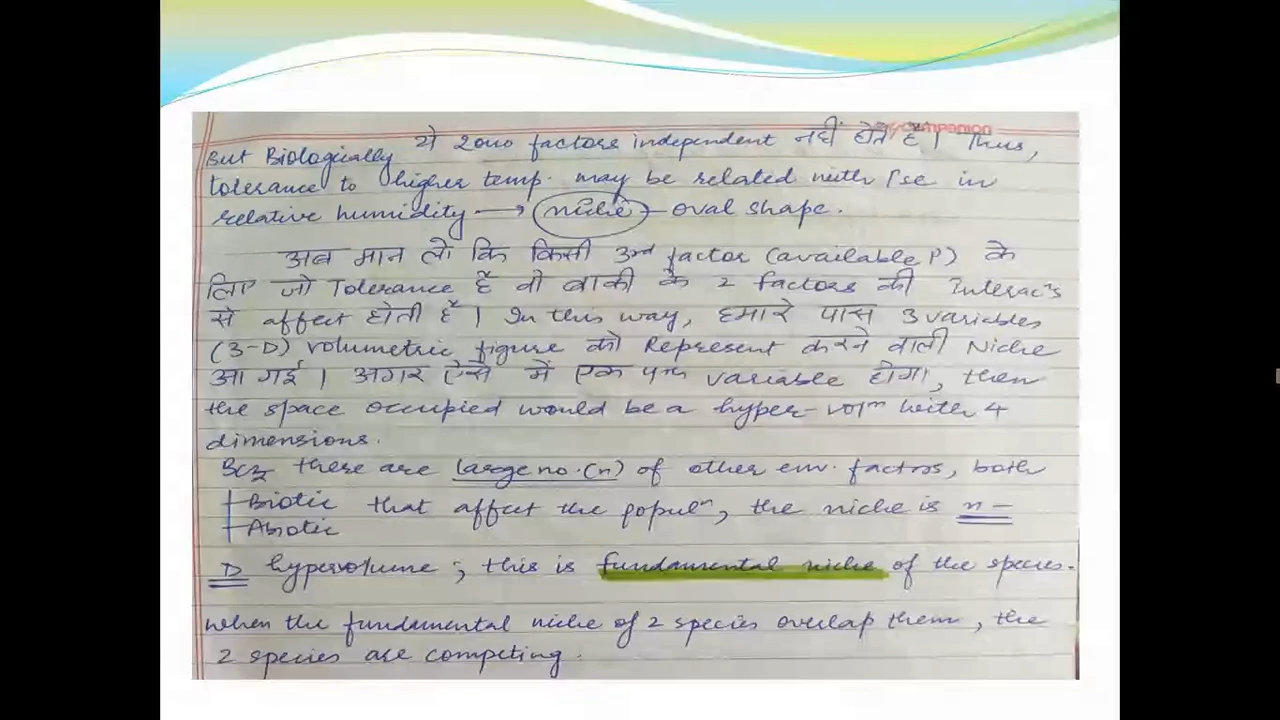 companion
But Biologically ये 2ono factors independent नहीं होते हैं। Thus,
tolerance to higher temp. may be related with ↑se in
relative humidity → niche - oval shape.
अब मान लो कि किसी 3rd factor (available P) के
लिए जो Tolerance हैं वो बाकी के 2 factors की Interac's
से affect होती हैं। In this way, हमारे पास 3 variables
(3-D) volumetric figure को Represent करने वाली Niche
आ गई। अगर ऐसे में एक 4th variable होगा, then
the space occupied would be a hyper-volm with 4
dimensions.
Bcz there are large no.(n) of other env. factors, both
Biotic that affect the populn, the niche is n-
Abiotic
D hypervolume; this is fundamental niche of the species.
when the fundamental niche of 2 species overlap them, the
2 species are competing.